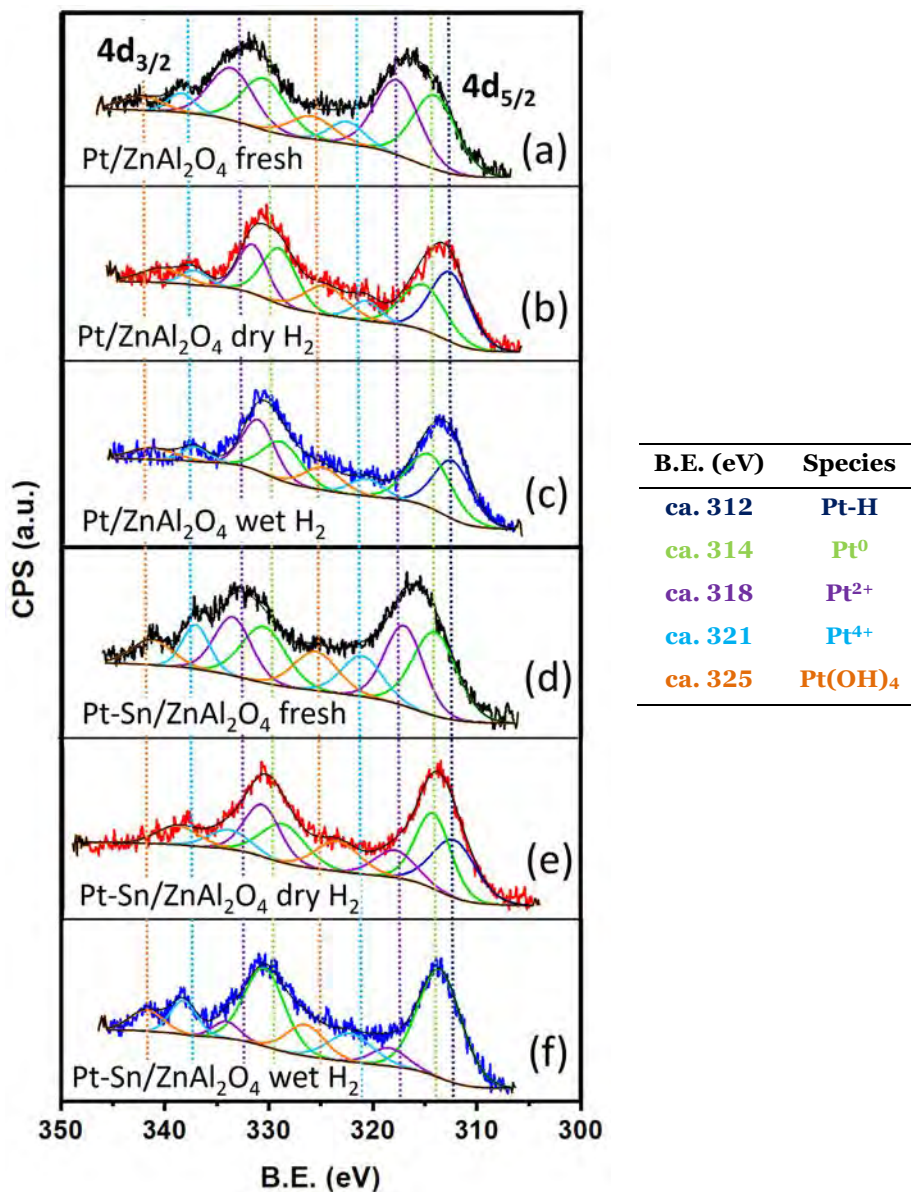 4d3/2
4d5/2
(a)
Pt/ZnAl2O4 fresh
(b)
Pt/ZnAl2O4 dry H2
(c)
Pt/ZnAl2O4 wet H2
(d)
Pt-Sn/ZnAl2O4 fresh
(e)
Pt-Sn/ZnAl2O4 dry H2
(f)
Pt-Sn/ZnAl2O4 wet H2
CPS (a.u.)
350 340 330 320 310 300
B.E. (eV)
B.E. (eV) Species
ca. 312 Pt-H
ca. 314 Pt⁰
ca. 318 Pt²⁺
ca. 321 Pt⁴⁺
ca. 325 Pt(OH)₄